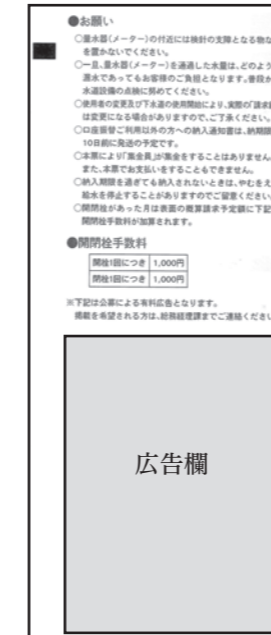 ●お願い
○量水器(メーター)の付近には検針の支障となる物な
を置かないでください。
○一旦、量水器(メーター)を通過した水量は、どのよう
漏水であってもお客様のご負担となります。普段か
水道設備の点検に努めてください。
○使用者の変更及び下水道の使用開始により、実際の「請求
は変更になる場合がありますので、ご了承ください。
○口座振替ご利用以外の方への納入通知書は、納期限
10日前に発送の予定です。
○本票により「集金員」が集金をすることはありません
また、本票でお支払いをすることもできません。
○納入期限を過ぎても納入されないときは、やむをえ
給水を停止することがありますのでご留意ください
○開閉栓があった月は表面の概算請求予定額に下記
開閉栓手数料が加算されます。
●開閉栓手数料
開栓1回につき 1,000円
閉栓1回につき 1,000円
※下記は公募による有料広告となります。
掲載を希望される方は、総務経理課までご連絡ください
広告欄